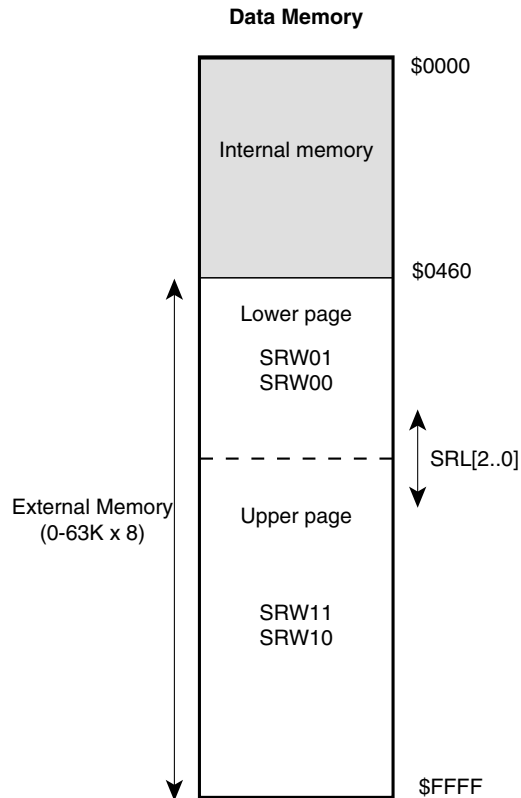 Data Memory
$0000
Internal memory
$0460
Lower page
SRW01
SRW00
SRL[2..0]
External Memory
(0-63K x 8)
Upper page
SRW11
SRW10
$FFFF